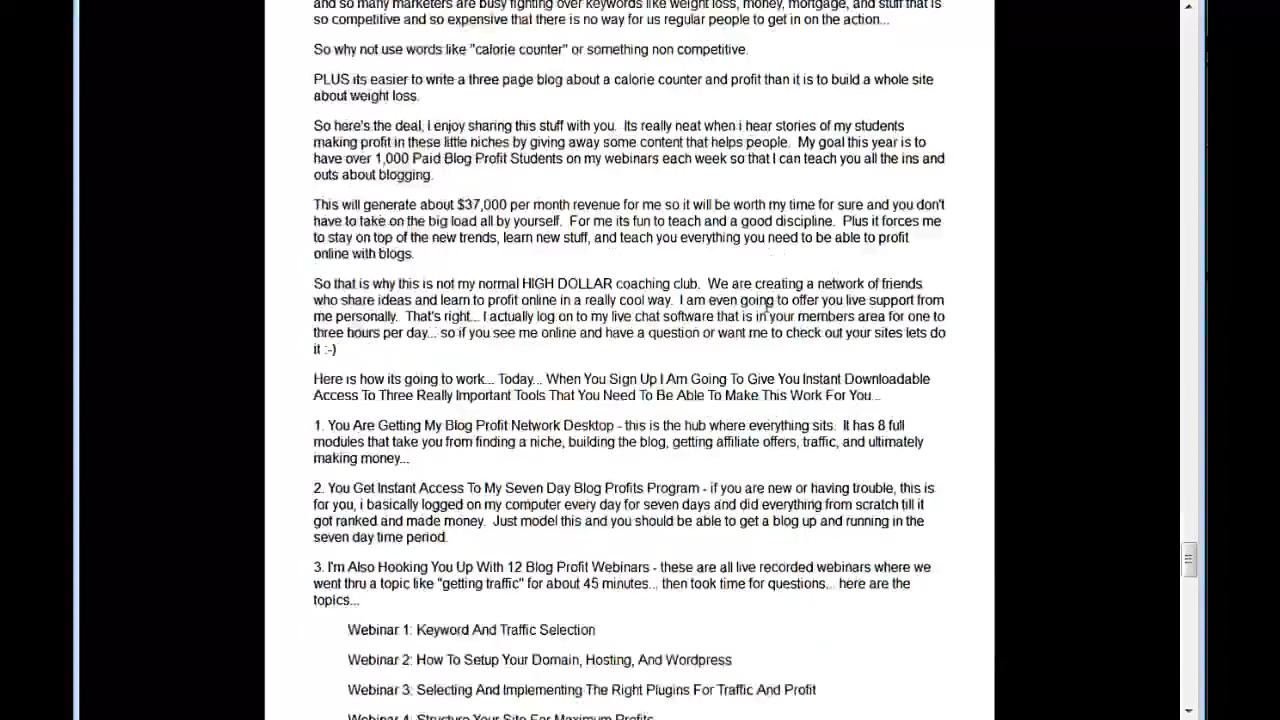 and so many marketers are busy fighting over keywords like weight loss, money, mortgage, and stuff that is
so competitive and so expensive that there is no way for us regular people to get in on the action...
So why not use words like "calorie counter" or something non competitive.
PLUS its easier to write a three page blog about a calorie counter and profit than it is to build a whole site
about weight loss.
So here's the deal, I enjoy sharing this stuff with you.  Its really neat when i hear stories of my students
making profit in these little niches by giving away some content that helps people.  My goal this year is to
have over 1,000 Paid Blog Profit Students on my webinars each week so that I can teach you all the ins and
outs about blogging.
This will generate about $37,000 per month revenue for me so it will be worth my time for sure and you don't
have to take on the big load all by yourself.  For me its fun to teach and a good discipline.  Plus it forces me
to stay on top of the new trends, learn new stuff, and teach you everything you need to be able to profit
online with blogs.
So that is why this is not my normal HIGH DOLLAR coaching club.  We are creating a network of friends
who share ideas and learn to profit online in a really cool way.  I am even going to offer you live support from
me personally.  That's right... I actually log on to my live chat software that is in your members area for one to
three hours per day... so if you see me online and have a question or want me to check out your sites lets do
it :-)
Here is how its going to work... Today... When You Sign Up I Am Going To Give You Instant Downloadable
Access To Three Really Important Tools That You Need To Be Able To Make This Work For You...
1. You Are Getting My Blog Profit Network Desktop - this is the hub where everything sits.  It has 8 full
modules that take you from finding a niche, building the blog, getting affiliate offers, traffic, and ultimately
making money...
2. You Get Instant Access To My Seven Day Blog Profits Program - if you are new or having trouble, this is
for you, i basically logged on my computer every day for seven days and did everything from scratch till it
got ranked and made money.  Just model this and you should be able to get a blog up and running in the
seven day time period.
3. I'm Also Hooking You Up With 12 Blog Profit Webinars - these are all live recorded webinars where we
went thru a topic like "getting traffic" for about 45 minutes... then took time for questions... here are the
topics...
Webinar 1: Keyword And Traffic Selection
Webinar 2: How To Setup Your Domain, Hosting, And Wordpress
Webinar 3: Selecting And Implementing The Right Plugins For Traffic And Profit
Webinar 4: Structure Your Site For Maximum Profits